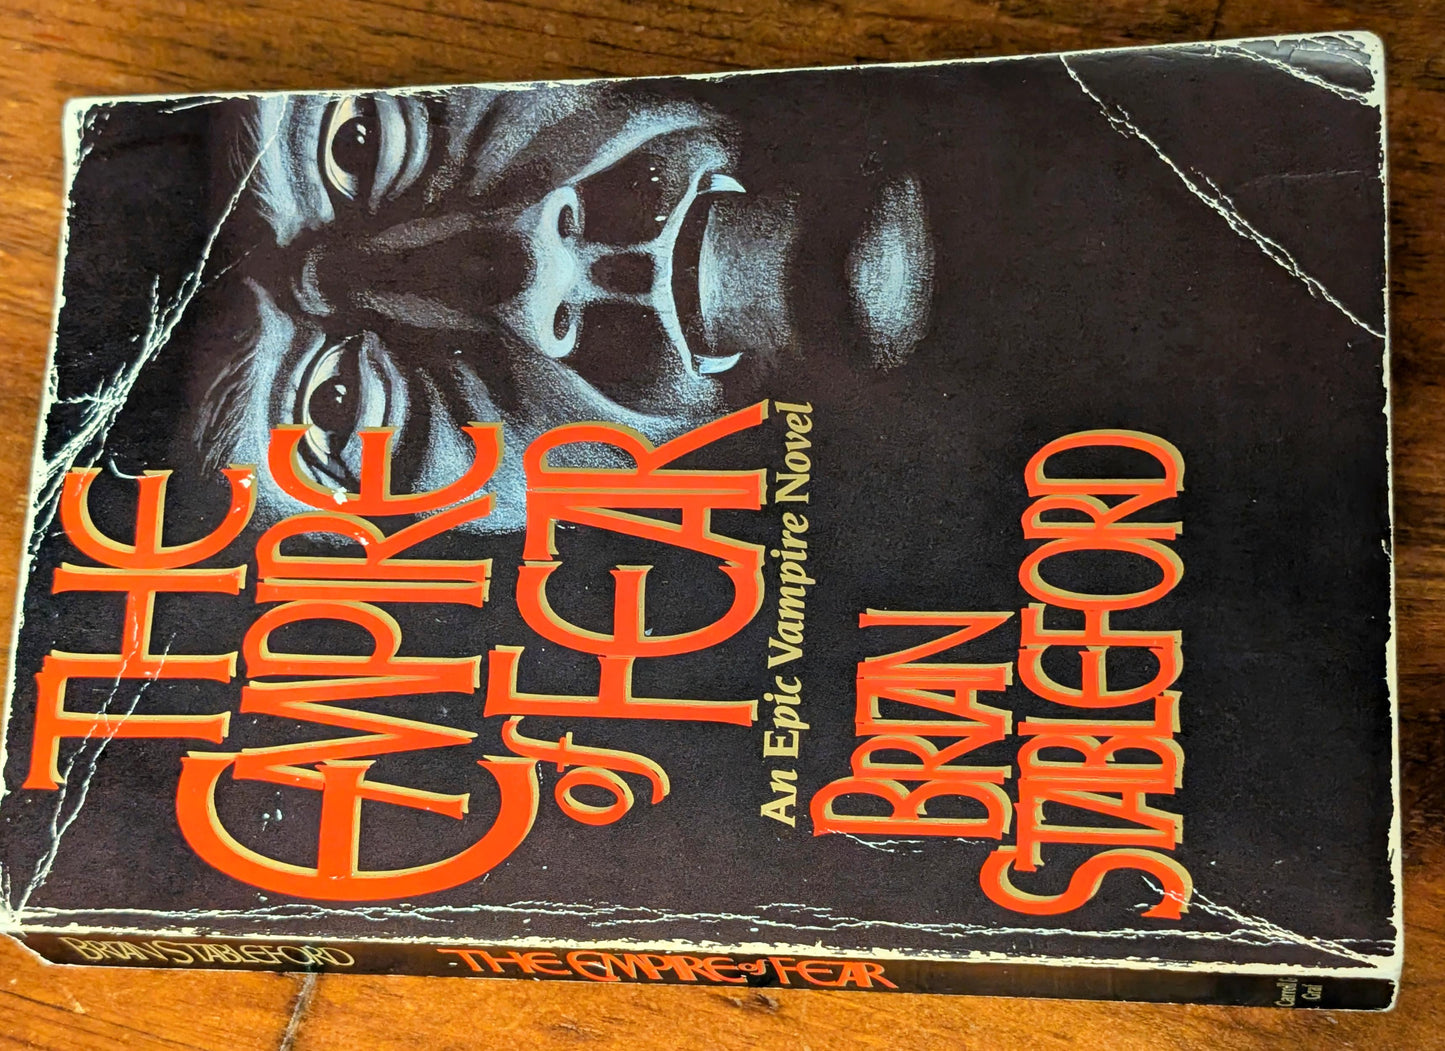 THE
EMPIRE
of FEAR
An Epic Vampire Novel
BRIAN
STABLEFORD
BRIAN STABLEFORD
THE EMPIRE of FEAR
Carroll &
Graf